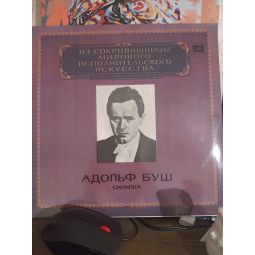 ИЗ СОКРОВИЩНИЦЫ
МИРОВОГО
ИСПОЛНИТЕЛЬСКОГО
ИСКУССТВА
АДОЛЬФ БУШ
СКРИПКА